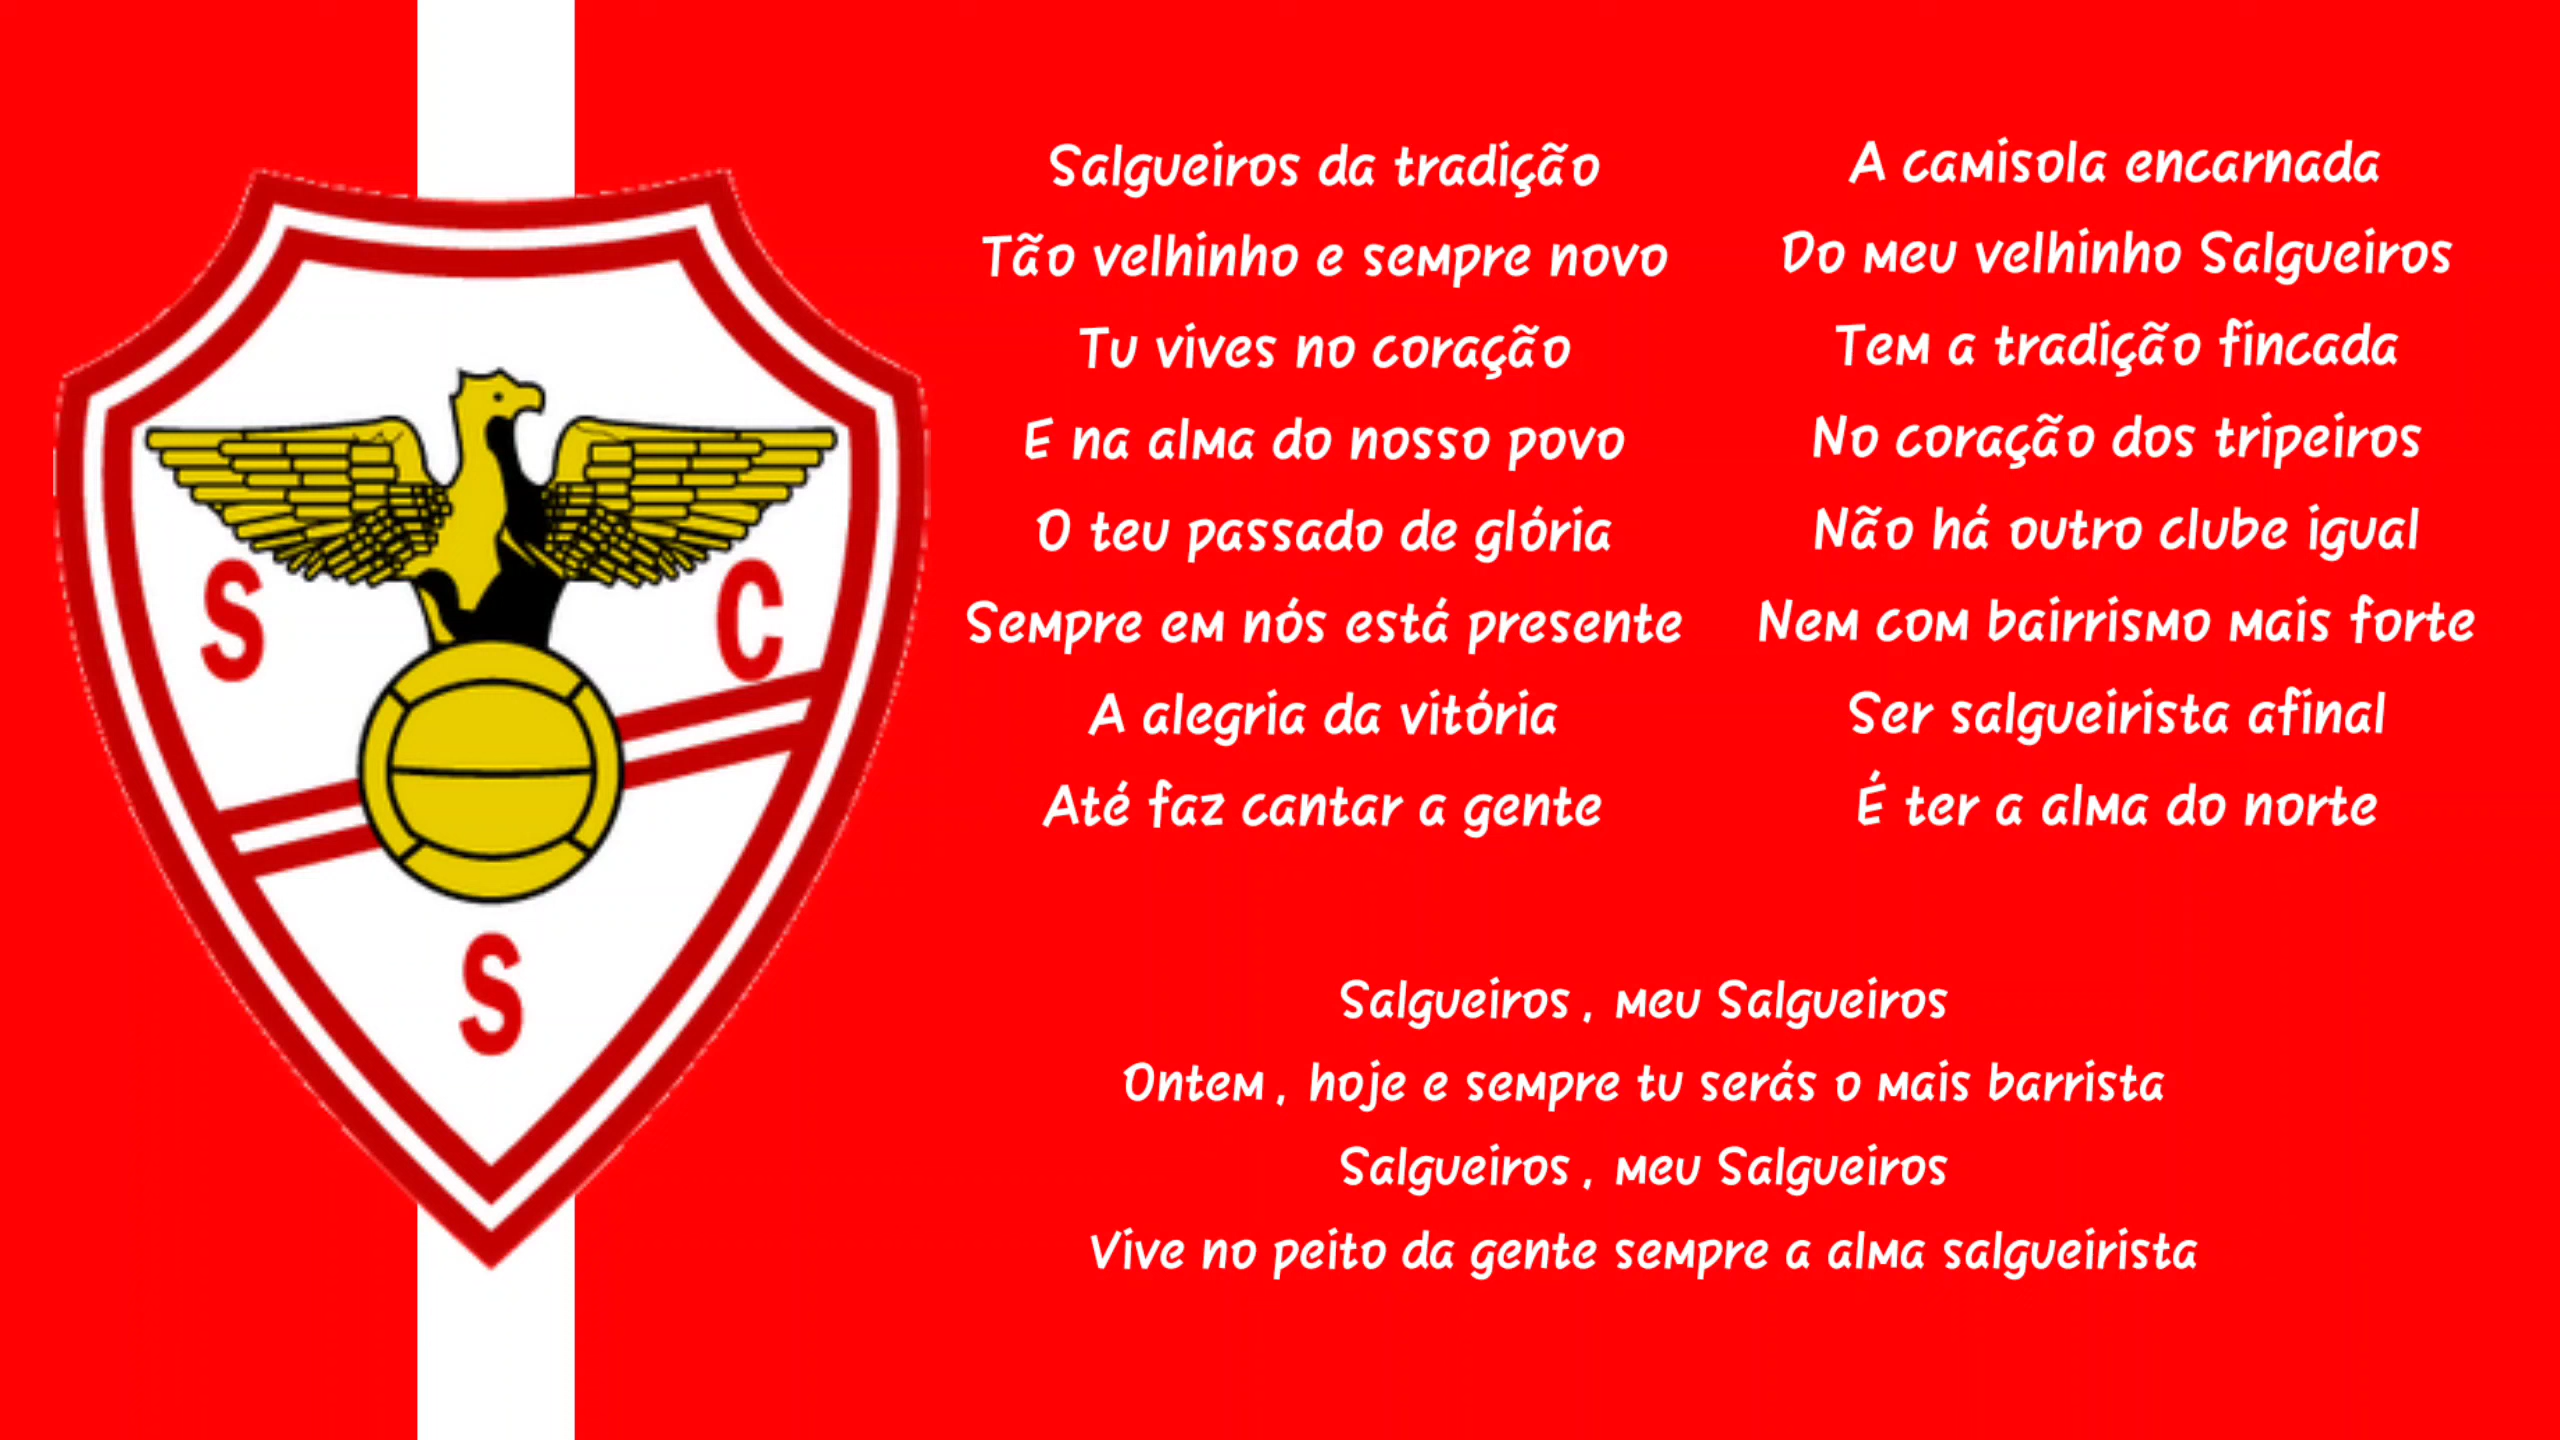 S C
S
Salgueiros da tradição
Tão velhinho e sempre novo
Tu vives no coração
E na alma do nosso povo
O teu passado de glória
Sempre em nós está presente
A alegria da vitória
Até faz cantar a gente
A camisola encarnada
Do meu velhinho Salgueiros
Tem a tradição fincada
No coração dos tripeiros
Não há outro clube igual
Nem com bairrismo mais forte
Ser salgueirista afinal
É ter a alma do norte
Salgueiros, meu Salgueiros
Ontem, hoje e sempre tu serás o mais barrista
Salgueiros, meu Salgueiros
Vive no peito da gente sempre a alma salgueirista